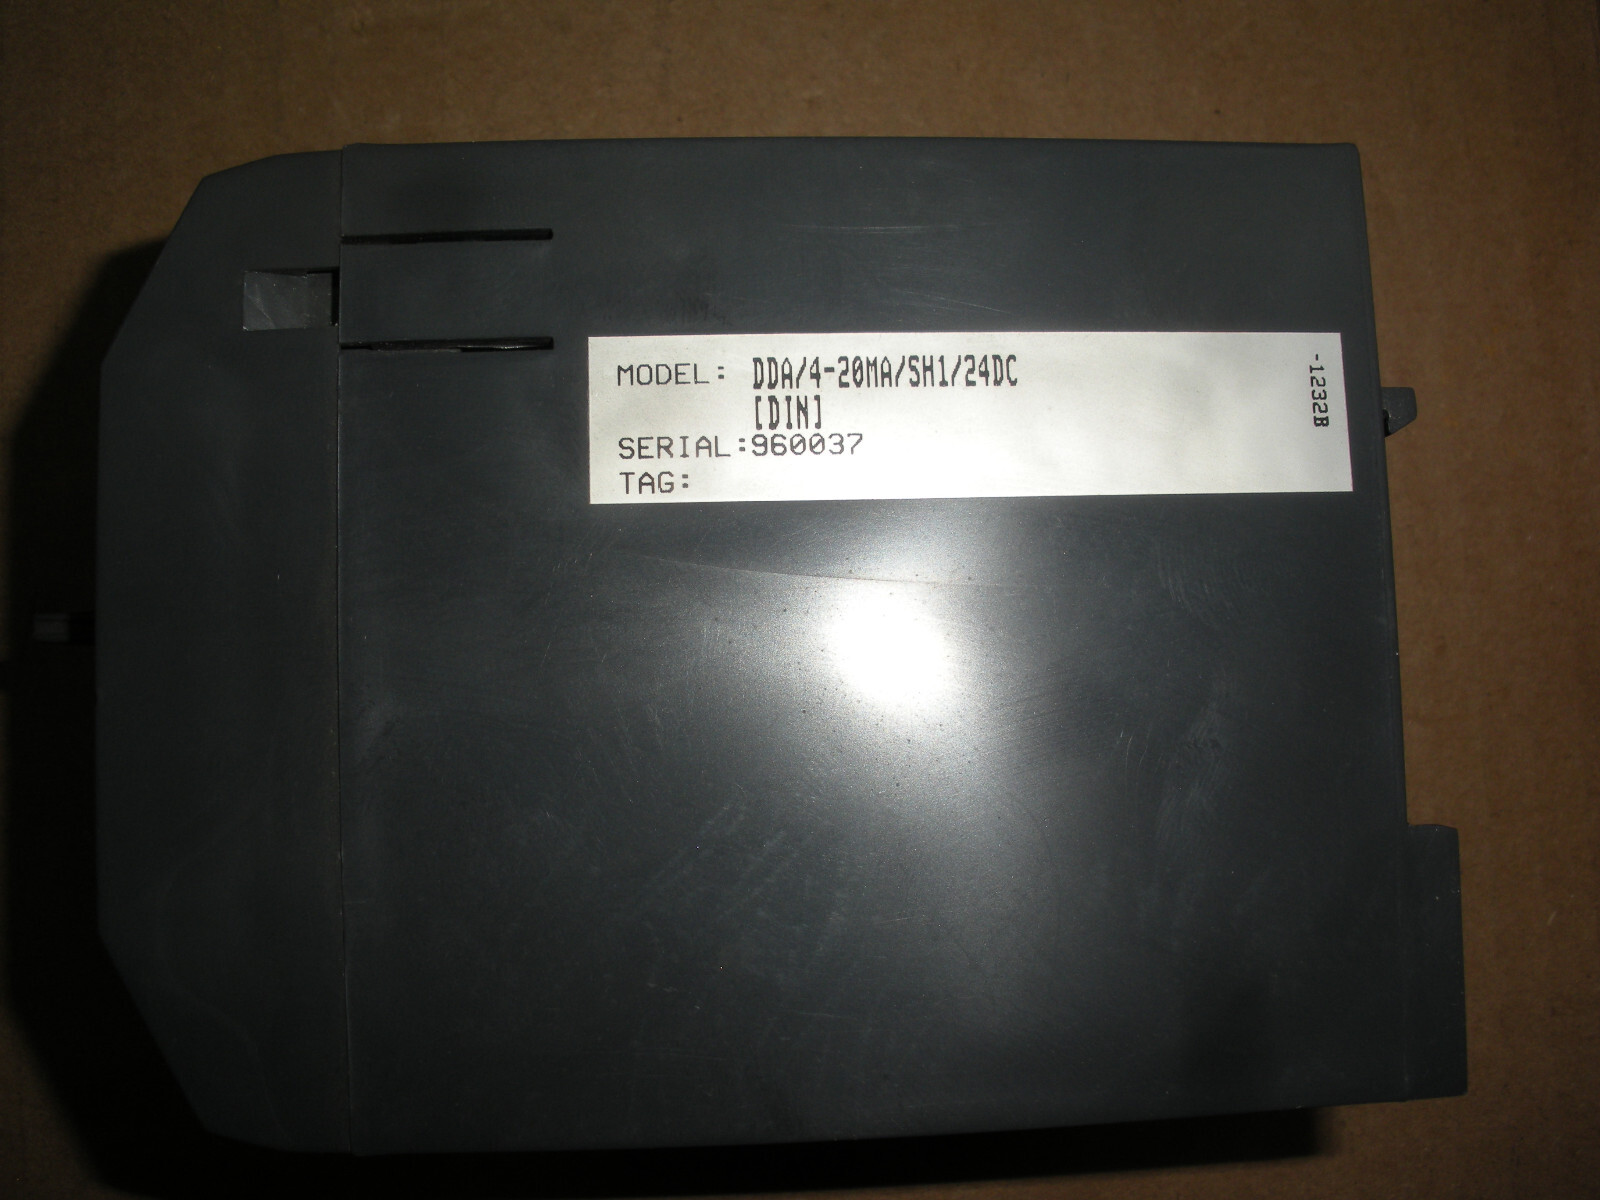 MODEL: DDA/4-20MA/SH1/24DC
[DIN]
SERIAL:960037
TAG:
-1232B